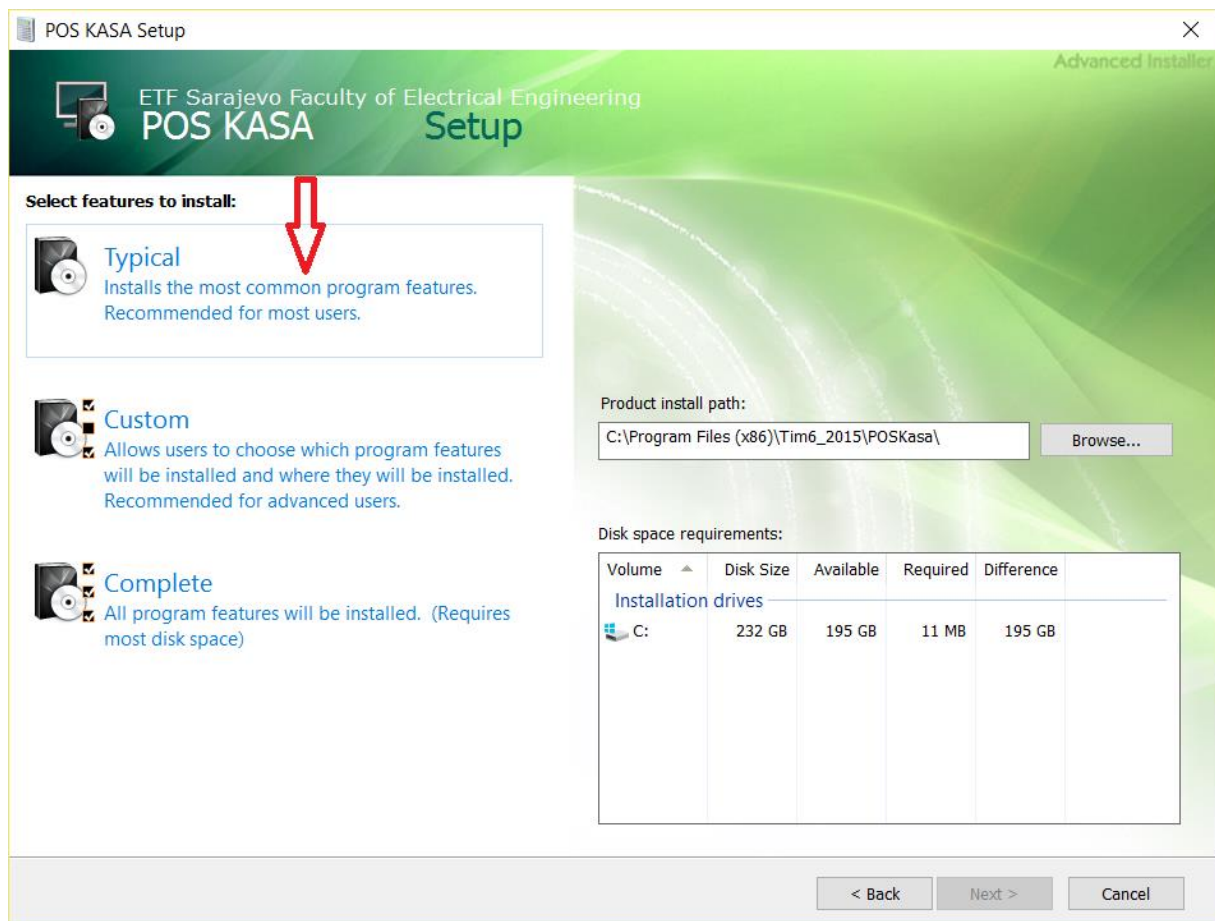 POS KASA Setup
Advanced Installer
ETF Sarajevo Faculty of Electrical Engineering
POS KASA Setup
Select features to install:
Typical
Installs the most common program features.
Recommended for most users.
Custom
Allows users to choose which program features
will be installed and where they will be installed.
Recommended for advanced users.
Complete
All program features will be installed. (Requires
most disk space)
Product install path:
C:\Program Files (x86)\Tim6_2015\POSKasa\ Browse...
Disk space requirements:
Volume Disk Size Available Required Difference
Installation drives
C: 232 GB 195 GB 11 MB 195 GB
< Back Next > Cancel